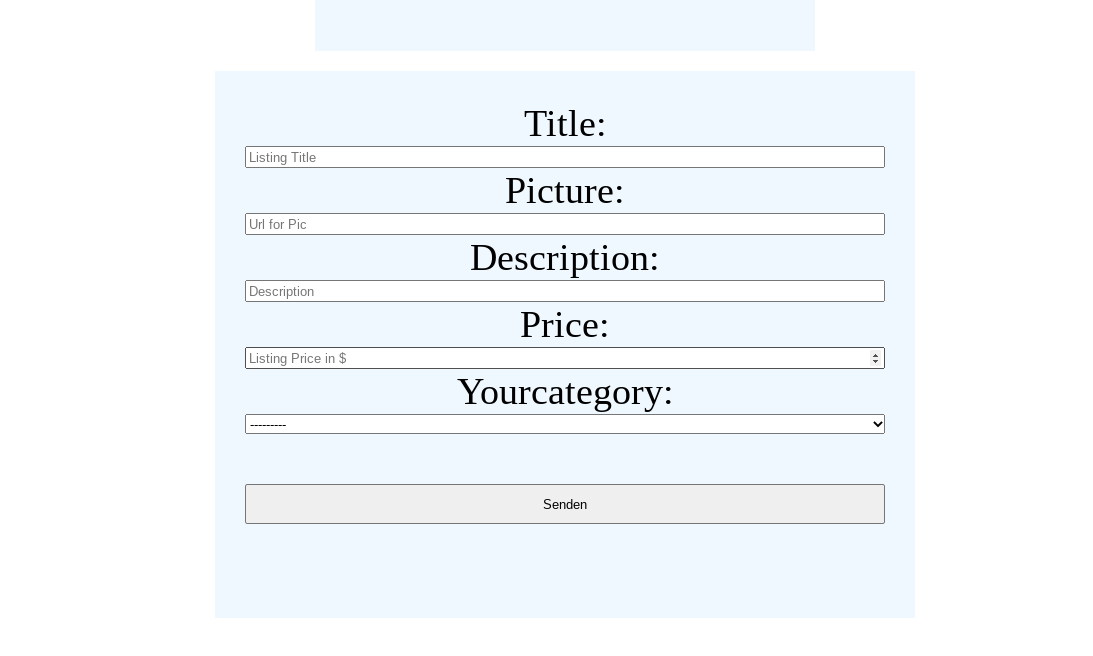 Title:
Listing Title
Picture:
Url for Pic
Description:
Description
Price:
Listing Price in $
Yourcategory:
---------
Senden